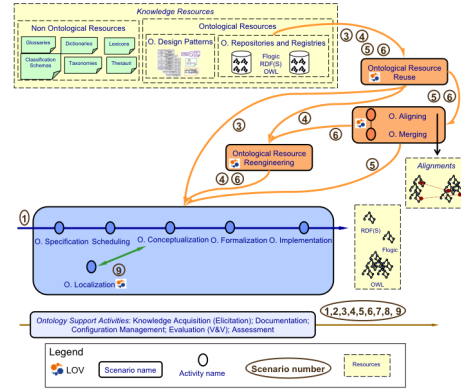 Knowledge Resources
Non Ontological Resources
Glossaries
Dictionaries
Lexicons
Classification
Schemas
Taxonomies
Thesauri
Ontological Resources
O. Design Patterns
O. Repositories and Registries
Flogic
RDF(S)
OWL
3 4
5 6
Ontological Resource
Reuse
5 6
3
4
6
O. Aligning
O. Merging
Ontological Resource
Reengineering
4 6
5
Alignments
1
O. Specification Scheduling O. Conceptualization O. Formalization O. Implementation
9
O. Localization
RDF(S)
Flogic
OWL
1,2,3,4,5,6,7,8, 9
Ontology Support Activities: Knowledge Acquisition (Elicitation); Documentation;
Configuration Management; Evaluation (V&V); Assessment
Legend
LOV
Scenario name
Activity name
Scenario number
Resources